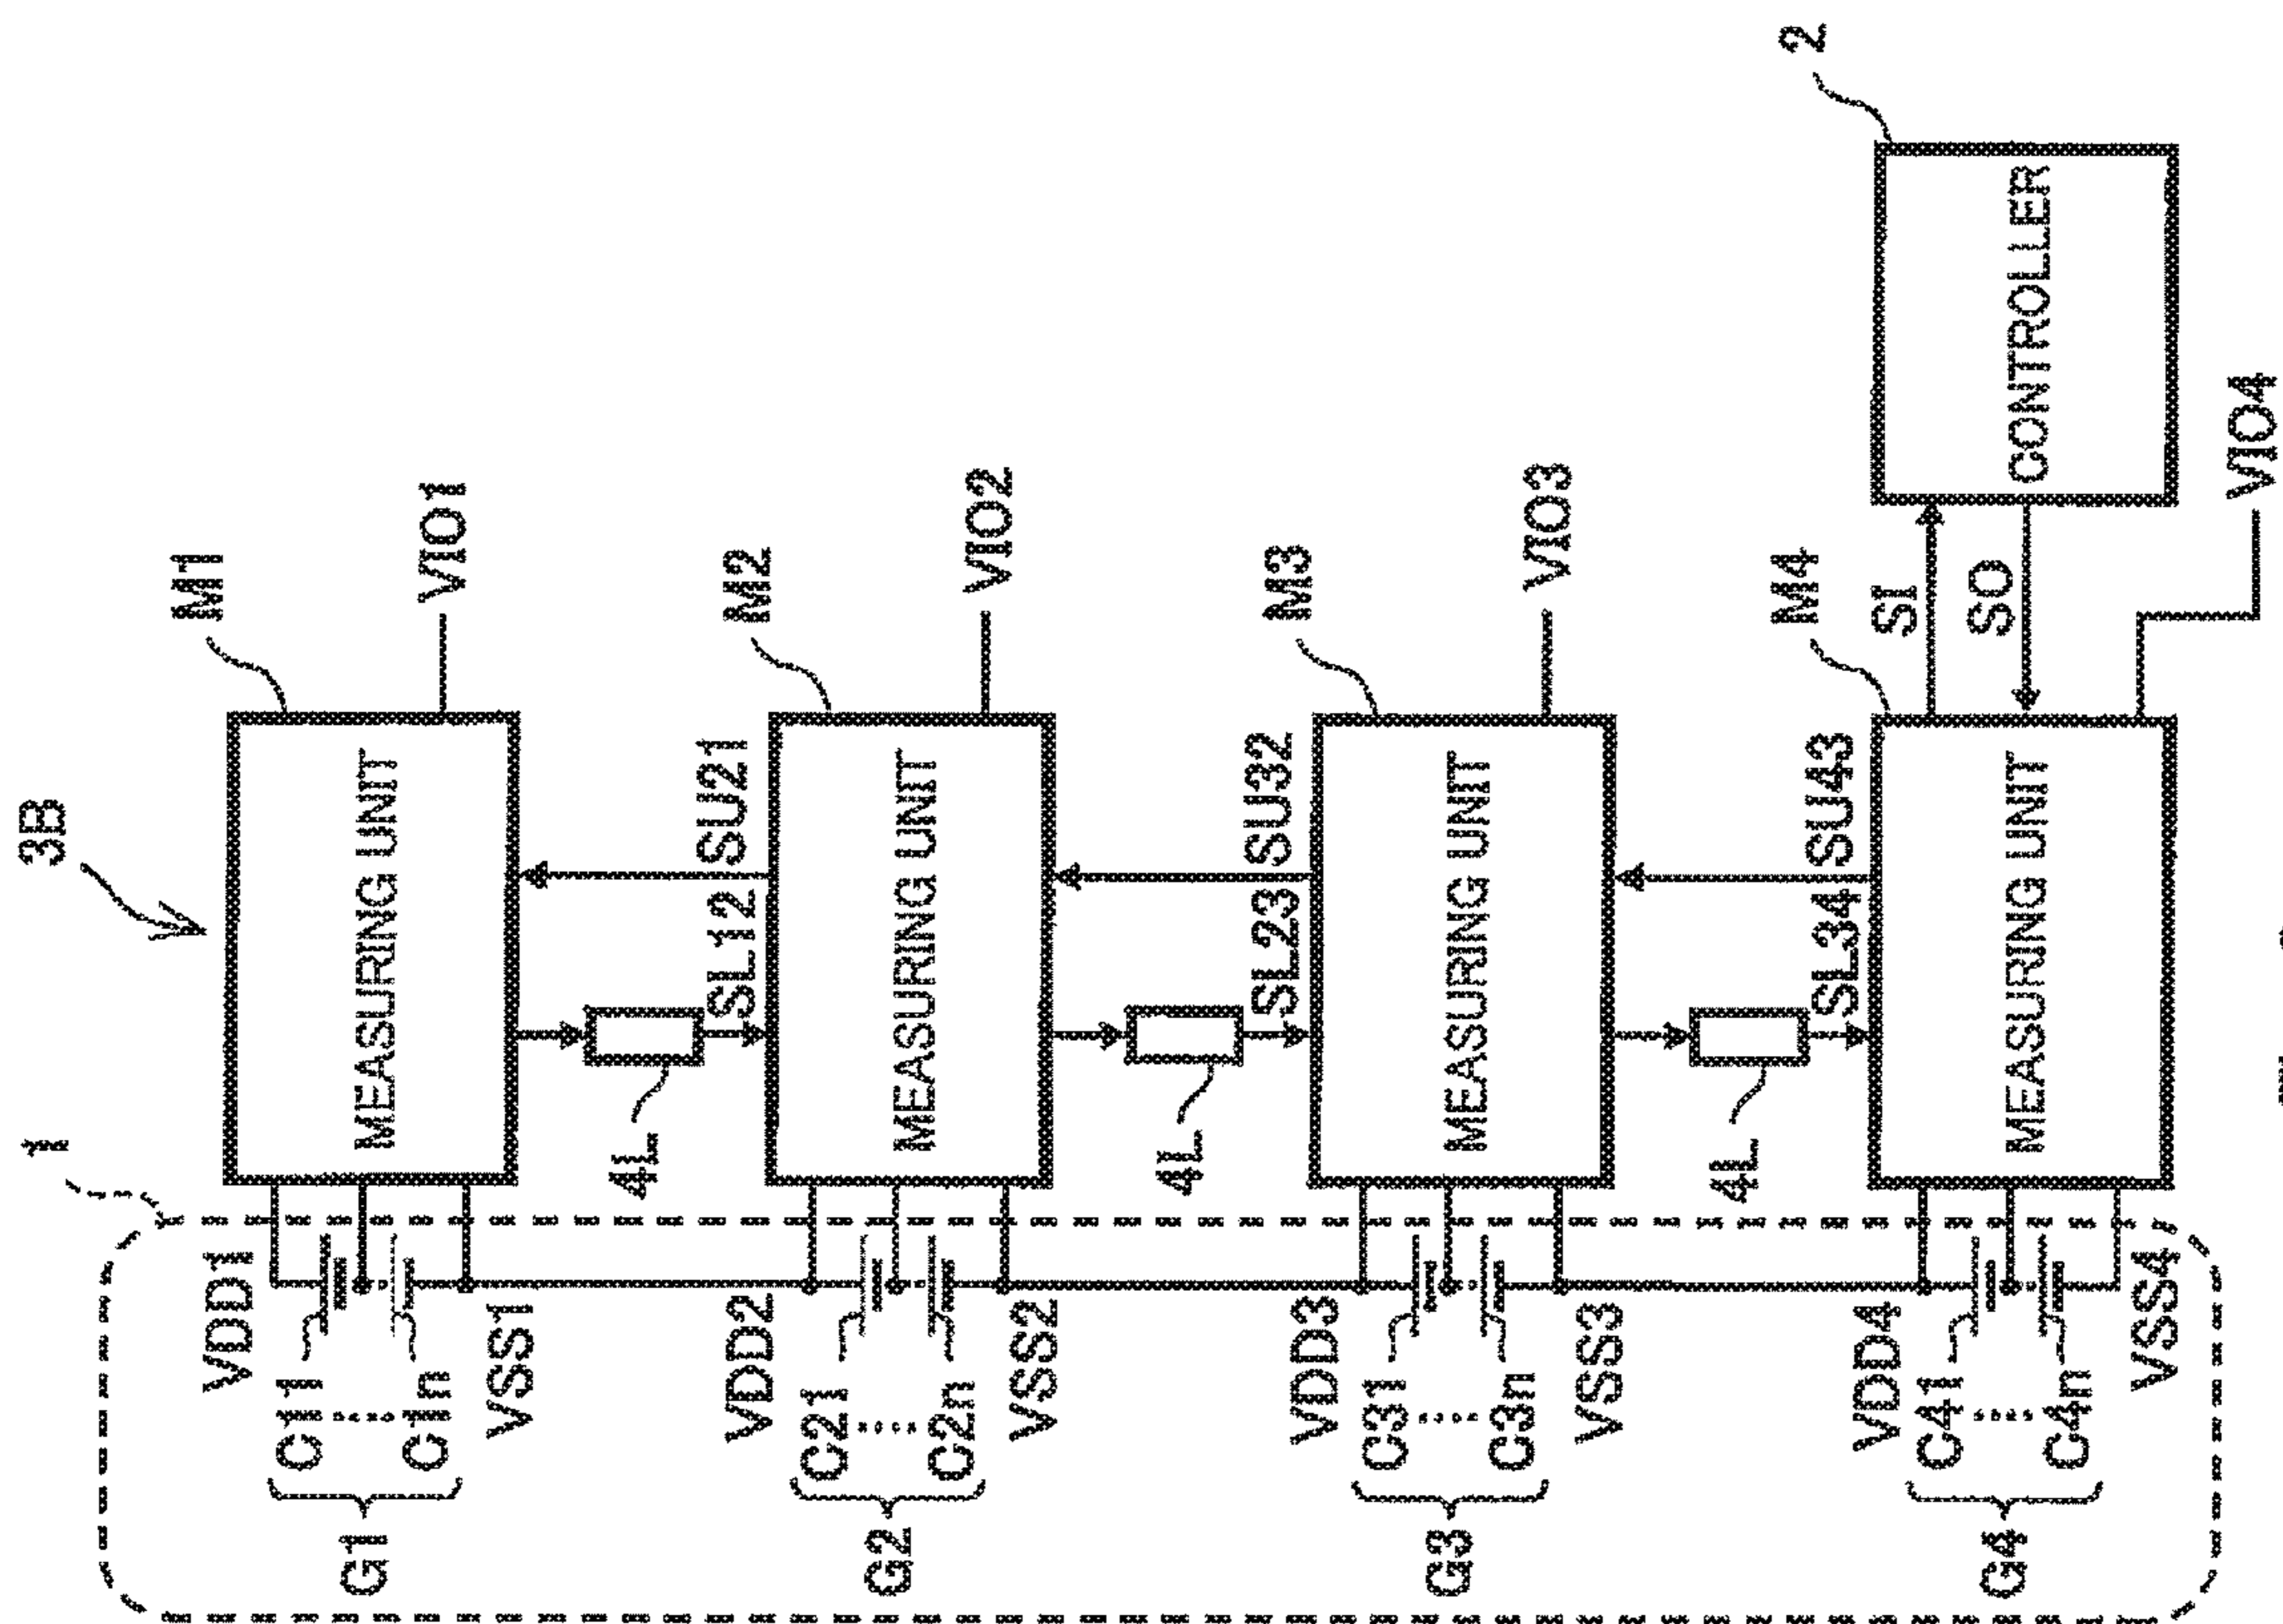 3B
1
M1
MEASURING UNIT
VDD1
C11
C1n
VSS1
G1
VIO1
4L
SL12
SU21
M2
MEASURING UNIT
VDD2
C21
C2n
VSS2
G2
VIO2
4L
SL23
SU32
M3
MEASURING UNIT
VDD3
C31
C3n
VSS3
G3
VIO3
4L
SL34
SU43
M4
MEASURING UNIT
VDD4
C41
C4n
VSS4
G4
SI
SO
VIO4
2
CONTROLLER